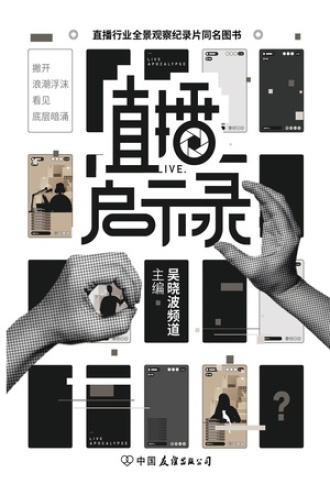 直播行业全景观察纪录片同名图书
撇开
浪潮浮沫
看见
底层暗涌
LIVE
APOCALYPSE
直播
LIVE.
启示录
吴晓波频道
主编
?
LIVE
APOCALYPSE
中国友谊出版公司